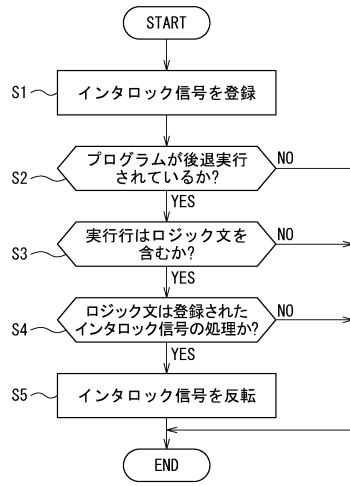 START
S1
インタロック信号を登録
S2
プログラムが後退実行
されているか?
NO
YES
S3
実行行はロジック文を
含むか?
NO
YES
S4
ロジック文は登録された
インタロック信号の処理か?
NO
YES
S5
インタロック信号を反転
END